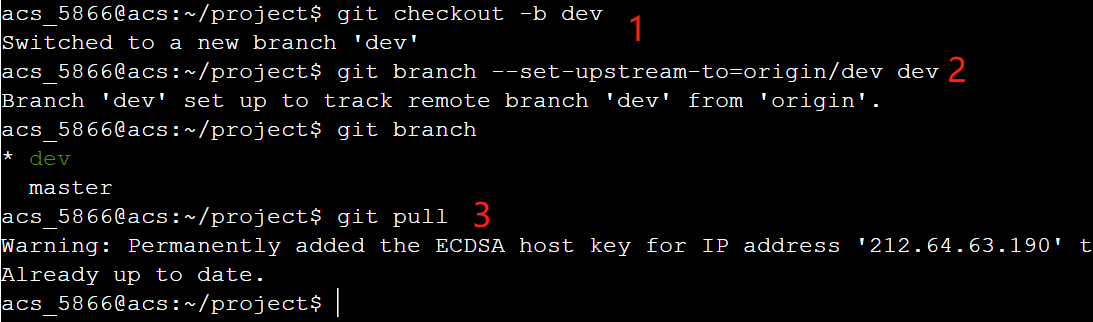 acs_5866@acs:~/project$ git checkout -b dev 1
Switched to a new branch 'dev'
acs_5866@acs:~/project$ git branch --set-upstream-to=origin/dev dev 2
Branch 'dev' set up to track remote branch 'dev' from 'origin'.
acs_5866@acs:~/project$ git branch
* dev
  master
acs_5866@acs:~/project$ git pull 3
Warning: Permanently added the ECDSA host key for IP address '212.64.63.190' t
Already up to date.
acs_5866@acs:~/project$